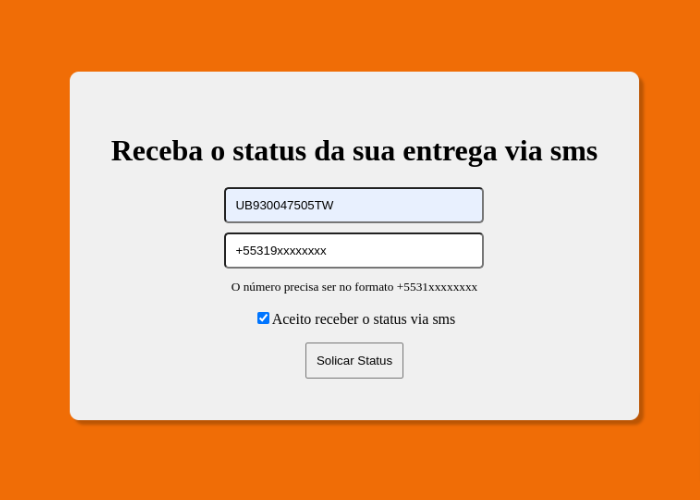 Receba o status da sua entrega via sms
UB930047505TW
+55319xxxxxxxx
O número precisa ser no formato +5531xxxxxxxx
Aceito receber o status via sms
Solicar Status